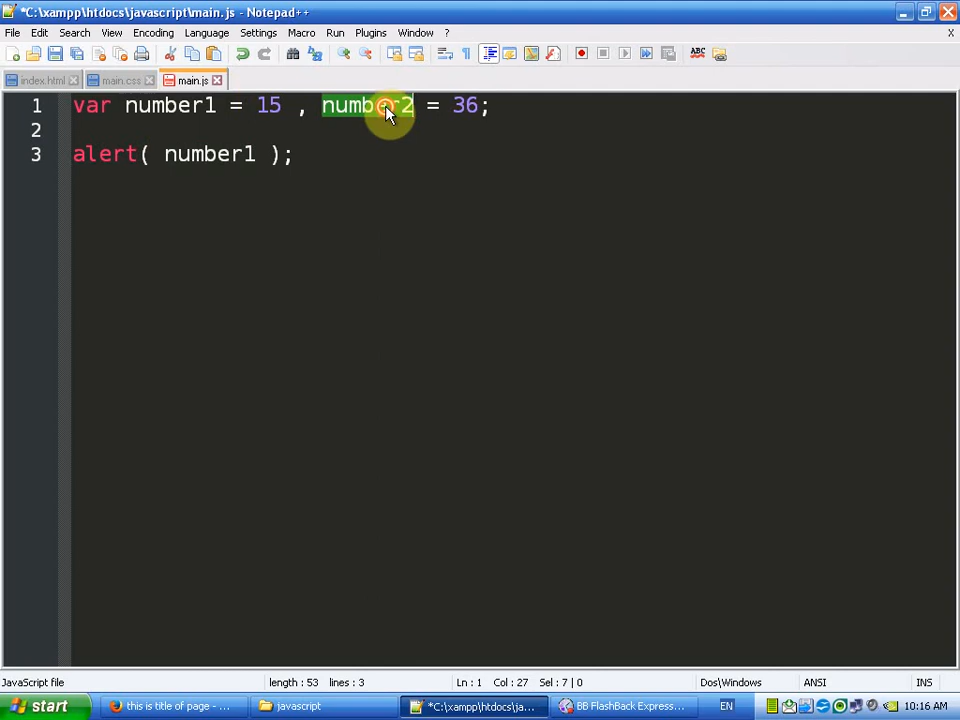 *C:\xampp\htdocs\javascript\main.js - Notepad++
File Edit Search View Encoding Language Settings Macro Run Plugins Window ? X
index.html main.css main.js
1 var number1 = 15 , number2 = 36;
2
3 alert( number1 );
JavaScript file length : 53 lines : 3 Ln : 1 Col : 27 Sel : 7 | 0 Dos\Windows ANSI INS
start this is title of page - ... javascript *C:\xampp\htdocs\ja... BB FlashBack Express... EN 10:16 AM